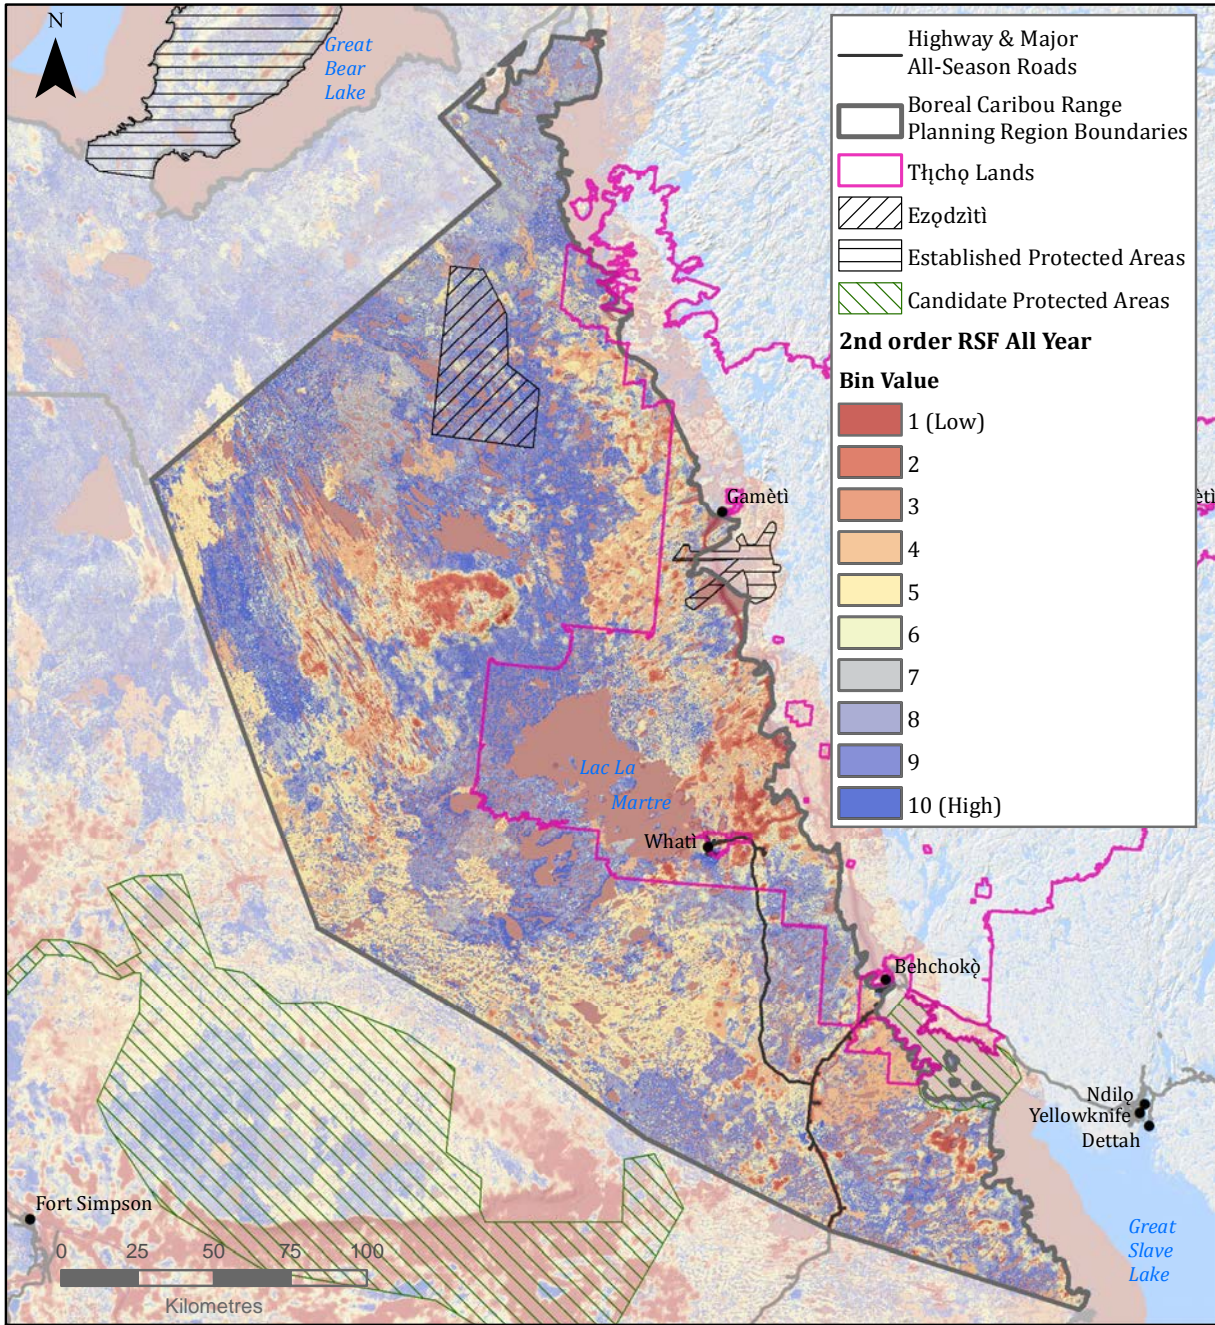 N
Great
Bear
Lake
Highway & Major
All-Season Roads
Boreal Caribou Range
Planning Region Boundaries
Tłı̨chǫ Lands
Ezǫdzìtì
Established Protected Areas
Candidate Protected Areas
2nd order RSF All Year
Bin Value
1 (Low)
2
3
4
5
6
7
8
9
10 (High)
Gamètì
ètì
Lac La
Martre
Whatì
Behchokǫ̀
Ndilǫ
Yellowknife
Dettah
Fort Simpson
Great
Slave
Lake
0 25 50 75 100
Kilometres